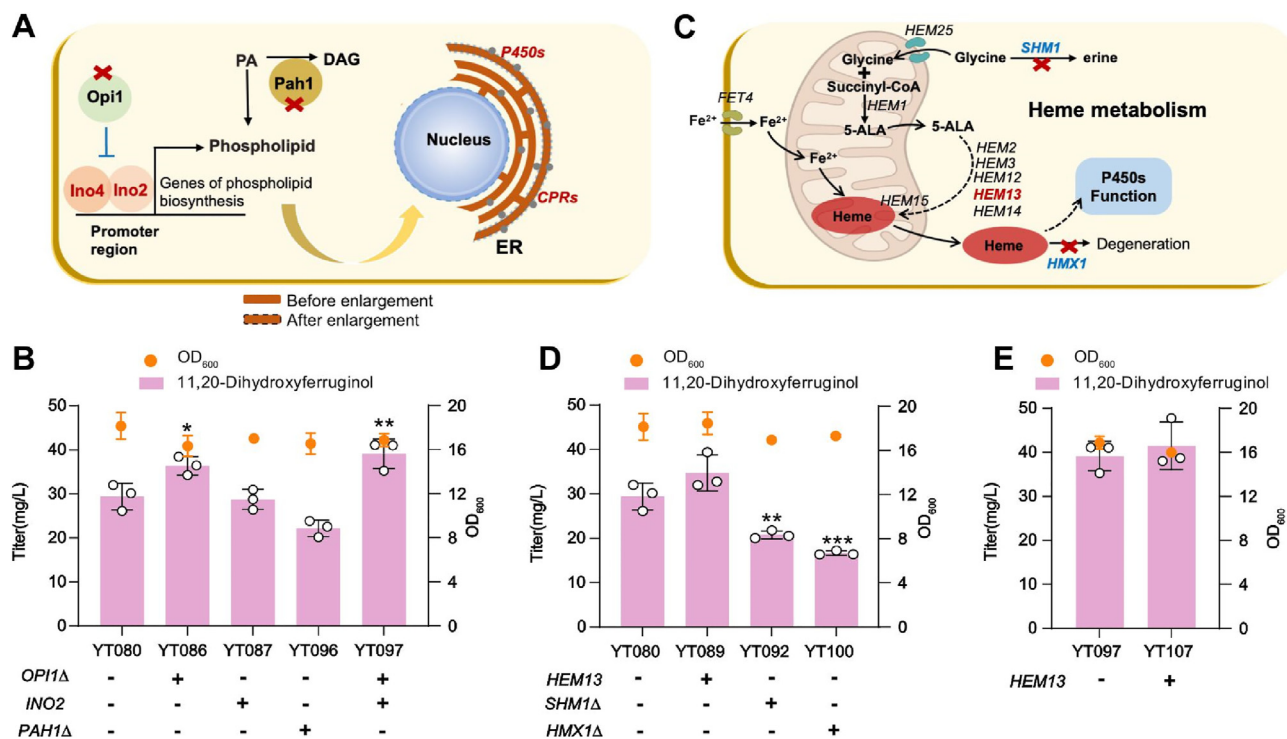 A
Opi1
PA
DAG
Pah1
Phospholipid
Ino4
Ino2
Genes of phospholipid
biosynthesis
Promoter
region
Nucleus
P450s
CPRs
ER
Before enlargement
After enlargement
C
HEM25
Glycine
Glycine
SHM1
erine
+
Succinyl-CoA
HEM1
5-ALA
5-ALA
FET4
Fe²⁺
Fe²⁺
Fe²⁺
Heme metabolism
HEM2
HEM3
HEM12
HEM13
HEM14
HEM15
Heme
Heme
P450s
Function
Degeneration
HMX1
B
OD₆₀₀
11,20-Dihydroxyferruginol
Titer(mg/L)
50
40
30
20
10
0
*
**
20
16
12
8
4
0
OD₆₀₀
YT080 YT086 YT087 YT096 YT097
OPI1Δ - + - - +
INO2 - - + - +
PAH1Δ - - - + -
D
OD₆₀₀
11,20-Dihydroxyferruginol
Titer(mg/L)
50
40
30
20
10
0
**
***
20
16
12
8
4
0
OD₆₀₀
YT080 YT089 YT092 YT100
HEM13 - + - -
SHM1Δ - - + -
HMX1Δ - - - +
E
OD₆₀₀
11,20-Dihydroxyferruginol
Titer(mg/L)
50
40
30
20
10
0
20
16
12
8
4
0
OD₆₀₀
YT097 YT107
HEM13 - +